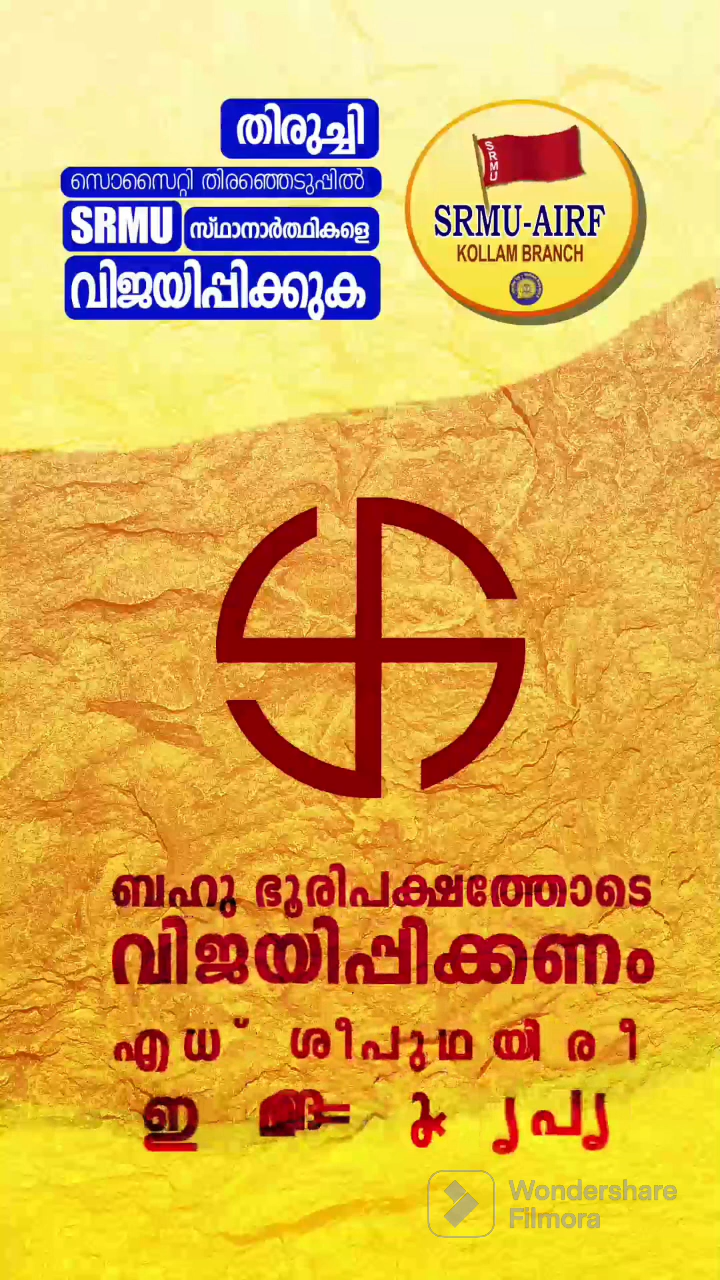 തിരുച്ചി
സൊസൈറ്റി തിരഞ്ഞെടുപ്പിൽ
SRMU സ്ഥാനാർത്ഥികളെ
വിജയിപ്പിക്കുക
SRMU
SRMU-AIRF
KOLLAM BRANCH
ബഹു ഭൂരിപക്ഷത്തോടെ
വിജയിപ്പിക്കണം
Wondershare
Filmora